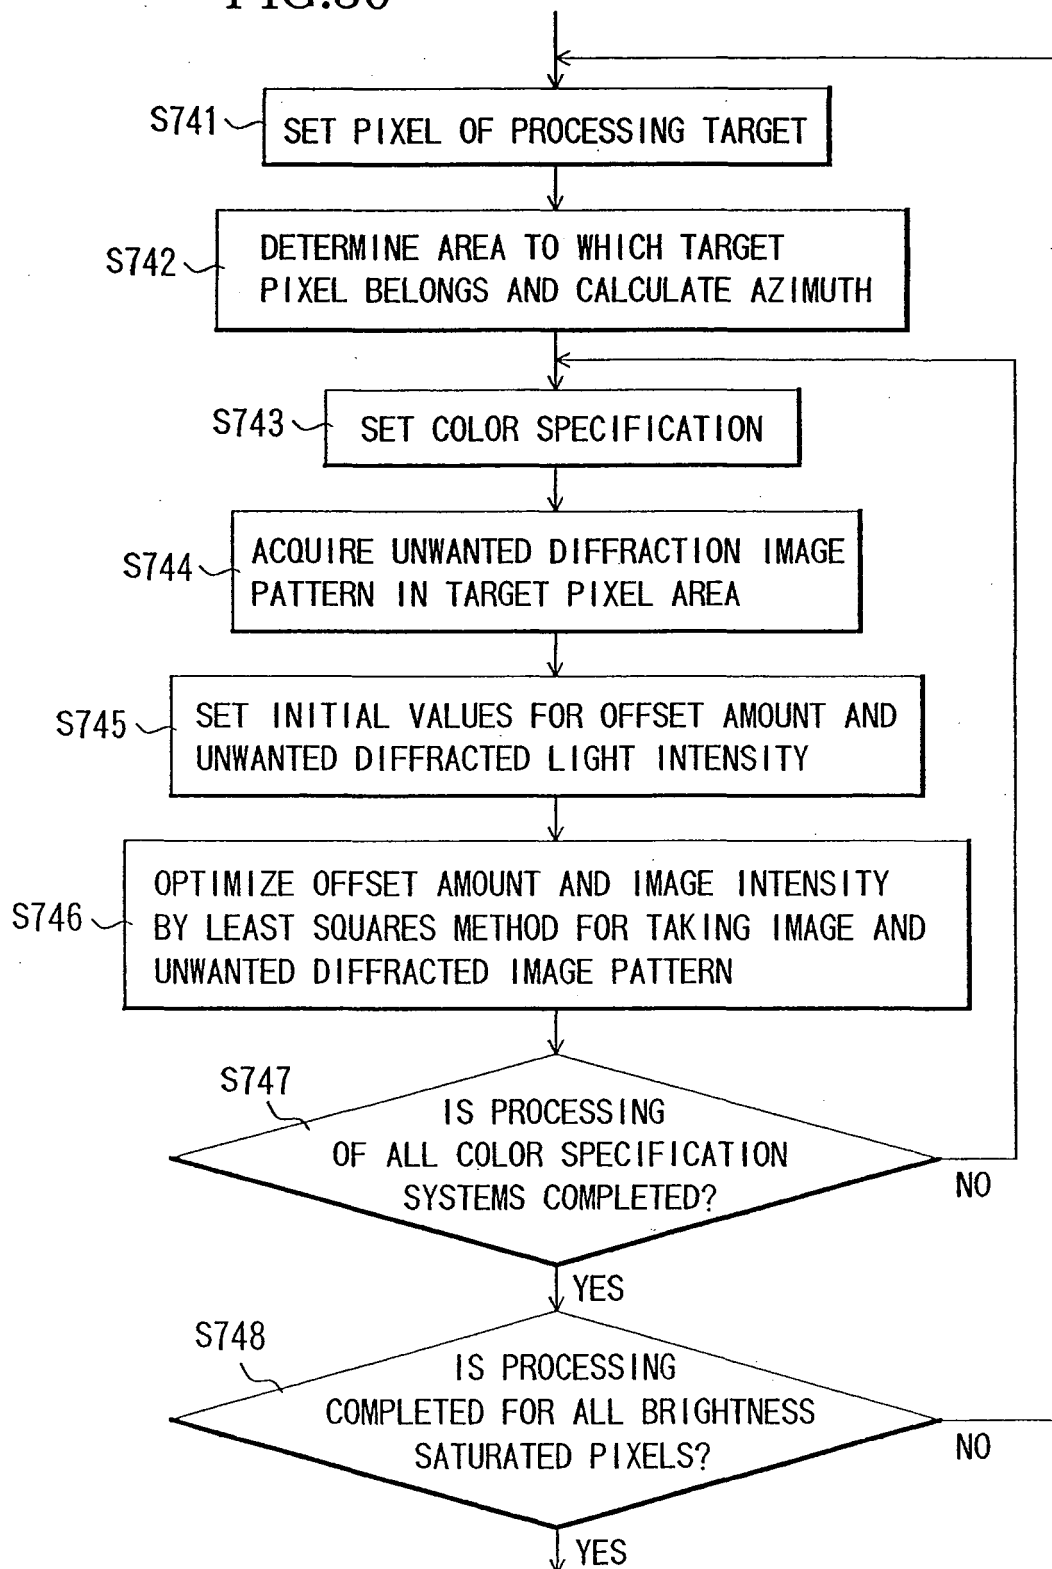 S741
SET PIXEL OF PROCESSING TARGET
S742
DETERMINE AREA TO WHICH TARGET
PIXEL BELONGS AND CALCULATE AZIMUTH
S743
SET COLOR SPECIFICATION
S744
ACQUIRE UNWANTED DIFFRACTION IMAGE
PATTERN IN TARGET PIXEL AREA
S745
SET INITIAL VALUES FOR OFFSET AMOUNT AND
UNWANTED DIFFRACTED LIGHT INTENSITY
S746
OPTIMIZE OFFSET AMOUNT AND IMAGE INTENSITY
BY LEAST SQUARES METHOD FOR TAKING IMAGE AND
UNWANTED DIFFRACTED IMAGE PATTERN
S747
IS PROCESSING
OF ALL COLOR SPECIFICATION
SYSTEMS COMPLETED?
NO
YES
S748
IS PROCESSING
COMPLETED FOR ALL BRIGHTNESS
SATURATED PIXELS?
NO
YES